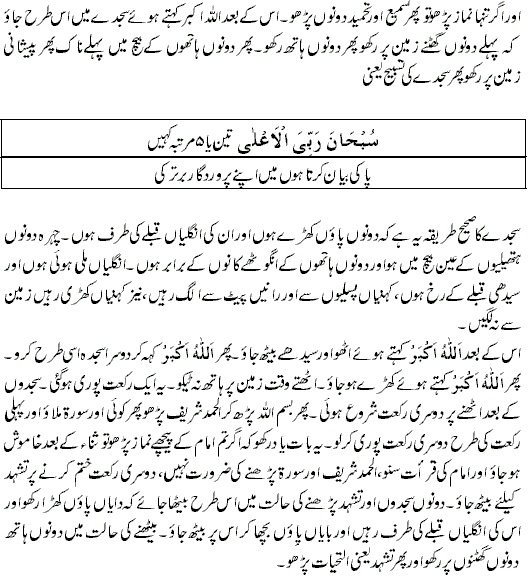 اور اگر تنہا نماز پڑھو تو پھر سمیع اور تحمید دونوں پڑھو۔ اس کے بعد اللہ اکبر کہتے ہوئے سجدے میں اس طرح جاؤ
کہ پہلے دونوں گھٹنے زمین پر رکھو پھر دونوں ہاتھ رکھو۔ پھر دونوں ہاتھوں کے بیچ میں پہلے ناک پھر پیشانی
زمین پر رکھو پھر سجدے کی تسبیح یعنی
سُبْحَانَ رَبِّیَ الْاَعْلٰی تین یا ۵ مرتبہ کہیں
پاکی بیان کرتا ہوں میں اپنے پروردگار برتر کی
سجدے کا صحیح طریقہ یہ ہے کہ دونوں پاؤں کھڑے ہوں اور ان کی انگلیاں قبلے کی طرف ہوں۔ چہرہ دونوں
ہتھیلیوں کے عین بیچ میں ہو اور دونوں ہاتھوں کے انگوٹھے کانوں کے برابر ہوں۔ انگلیاں ملی ہوئی ہوں اور
سیدھی قبلے کے رخ ہوں، کہنیاں پسلیوں سے اور رانیں پیٹ سے الگ رہیں، نیز کہنیاں کھڑی رہیں زمین
سے نہ لگیں۔
اس کے بعد اَللّٰہُ اَکْبَرُ کہتے ہوئے اٹھو اور سیدھے بیٹھ جاؤ۔ پھر اَللّٰہُ اَکْبَرُ کہہ کر دوسرا سجدہ اسی طرح کرو۔
پھر اَللّٰہُ اَکْبَرُ کہتے ہوئے کھڑے ہو جاؤ۔ اٹھتے وقت زمین پر ہاتھ نہ ٹیکو۔ یہ ایک رکعت پوری ہو گئی۔ سجدوں
کے بعد اٹھنے پر دوسری رکعت شروع ہوئی۔ پھر بسم اللہ پڑھ کر الحمد شریف پڑھو پھر کوئی اور سورۃ ملاؤ اور پہلی
رکعت کی طرح دوسری رکعت پوری کر لو۔ یہ بات یاد رکھو کہ اگر تم امام کے پیچھے نماز پڑھو تو ثناء کے بعد خاموش
ہو جاؤ اور امام کی قرأت سنو، الحمد شریف اور سورۃ پڑھنے کی ضرورت نہیں، دوسری رکعت ختم کرنے پر تشہد
کیلئے بیٹھ جاؤ۔ دونوں سجدوں اور تشہد پڑھنے کی حالت میں اس طرح بیٹھا جائے کہ دایاں پاؤں کھڑا رکھو اور
اس کی انگلیاں قبلے کی طرف رہیں اور بایاں پاؤں بچھا کر اس پر بیٹھ جاؤ۔ بیٹھنے کی حالت میں دونوں ہاتھ
دونوں گھٹنوں پر رکھو اور پھر تشہد یعنی التحیات پڑھو۔